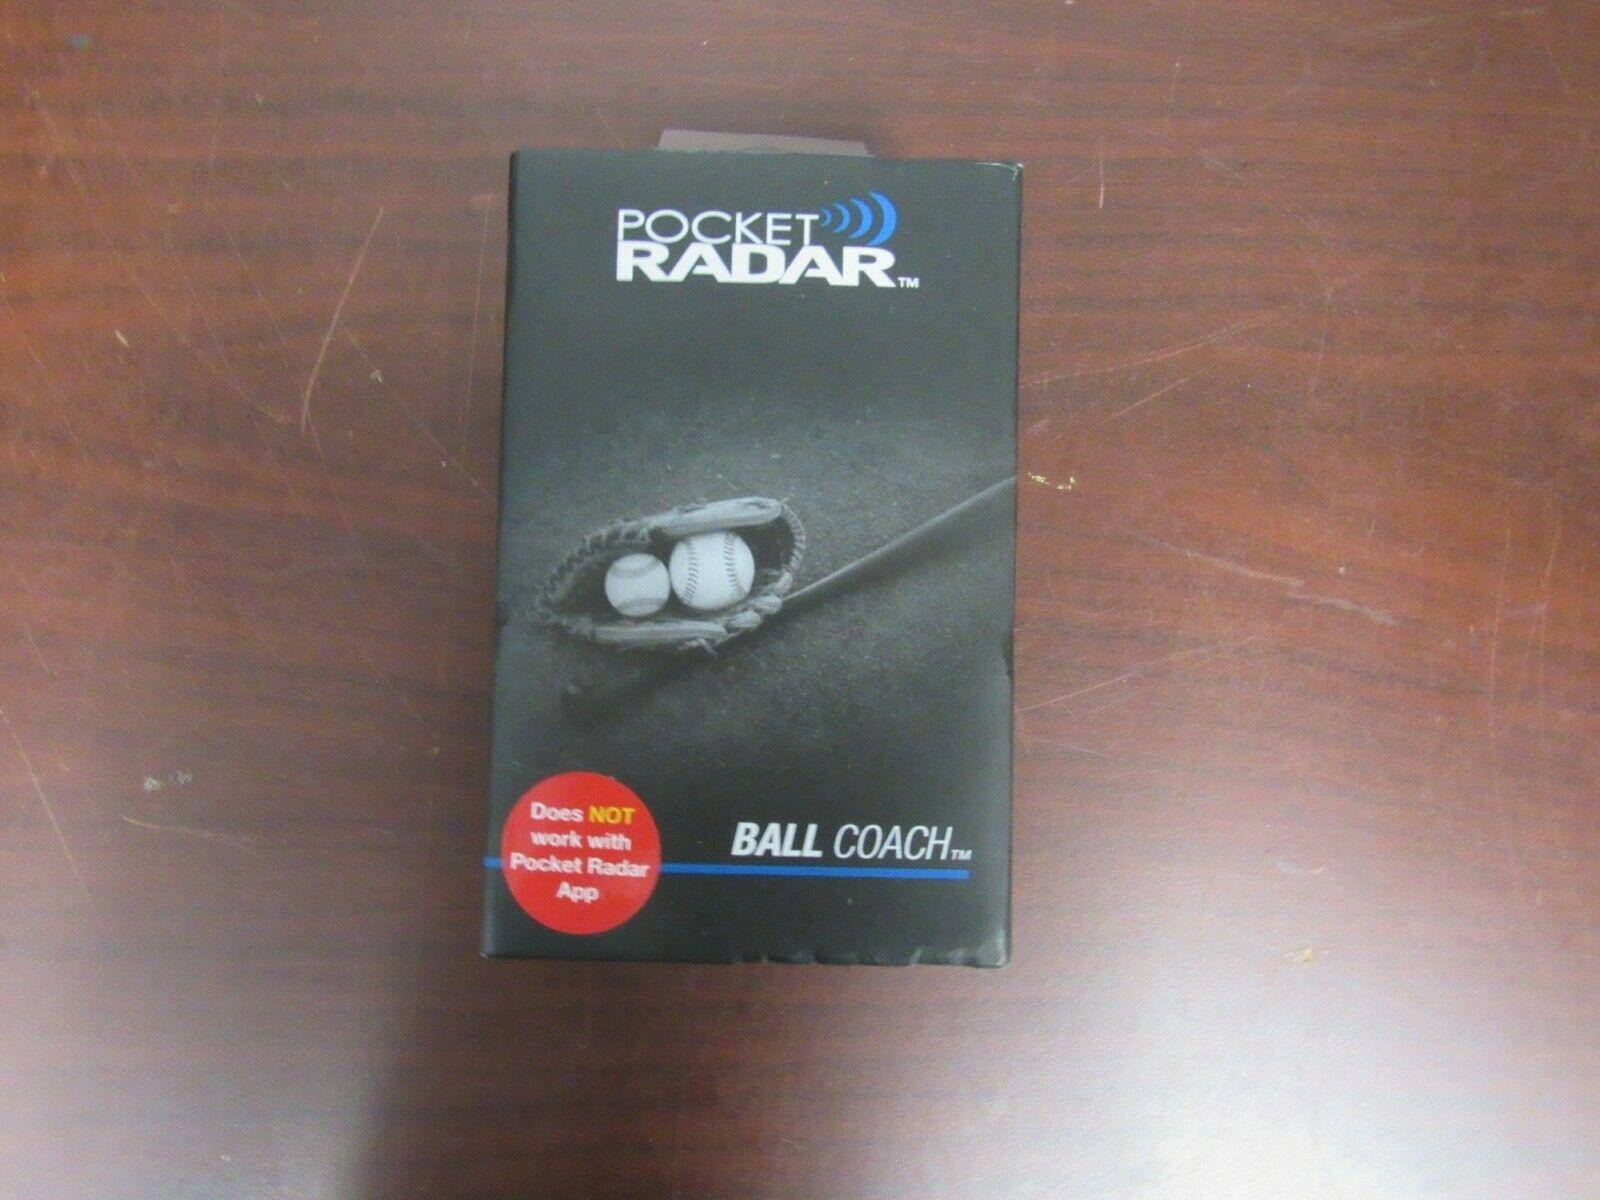 POCKET
RADAR™
Does NOT
work with
Pocket Radar
App
BALL COACH™